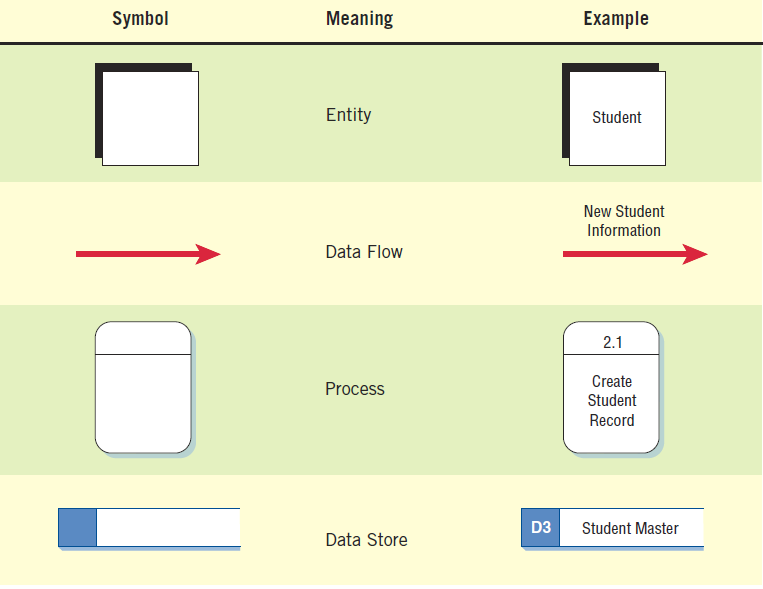 Symbol Meaning Example
Entity
Student
New Student
Information
Data Flow
2.1
Process
Create
Student
Record
Data Store
D3 Student Master